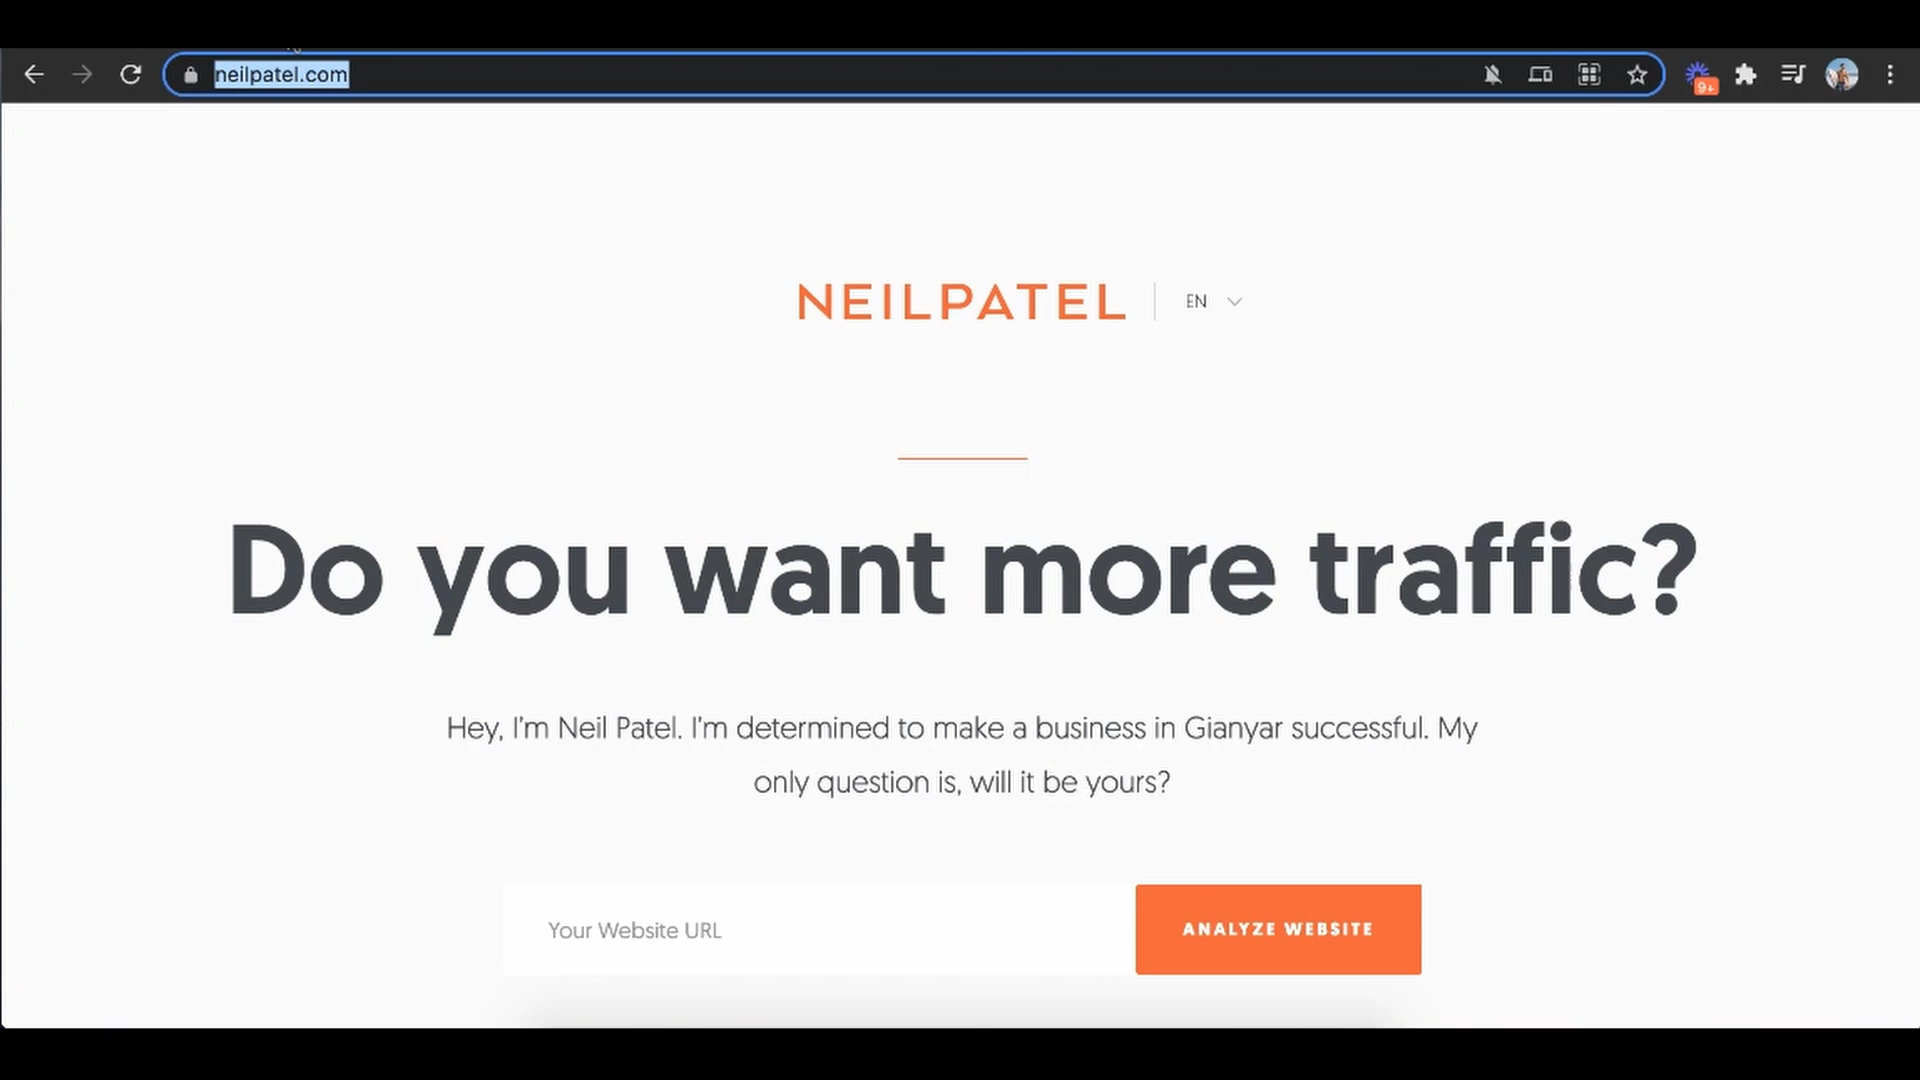 neilpatel.com
9+
NEILPATEL
EN
Do you want more traffic?
Hey, I'm Neil Patel. I'm determined to make a business in Gianyar successful. My
only question is, will it be yours?
Your Website URL
ANALYZE WEBSITE